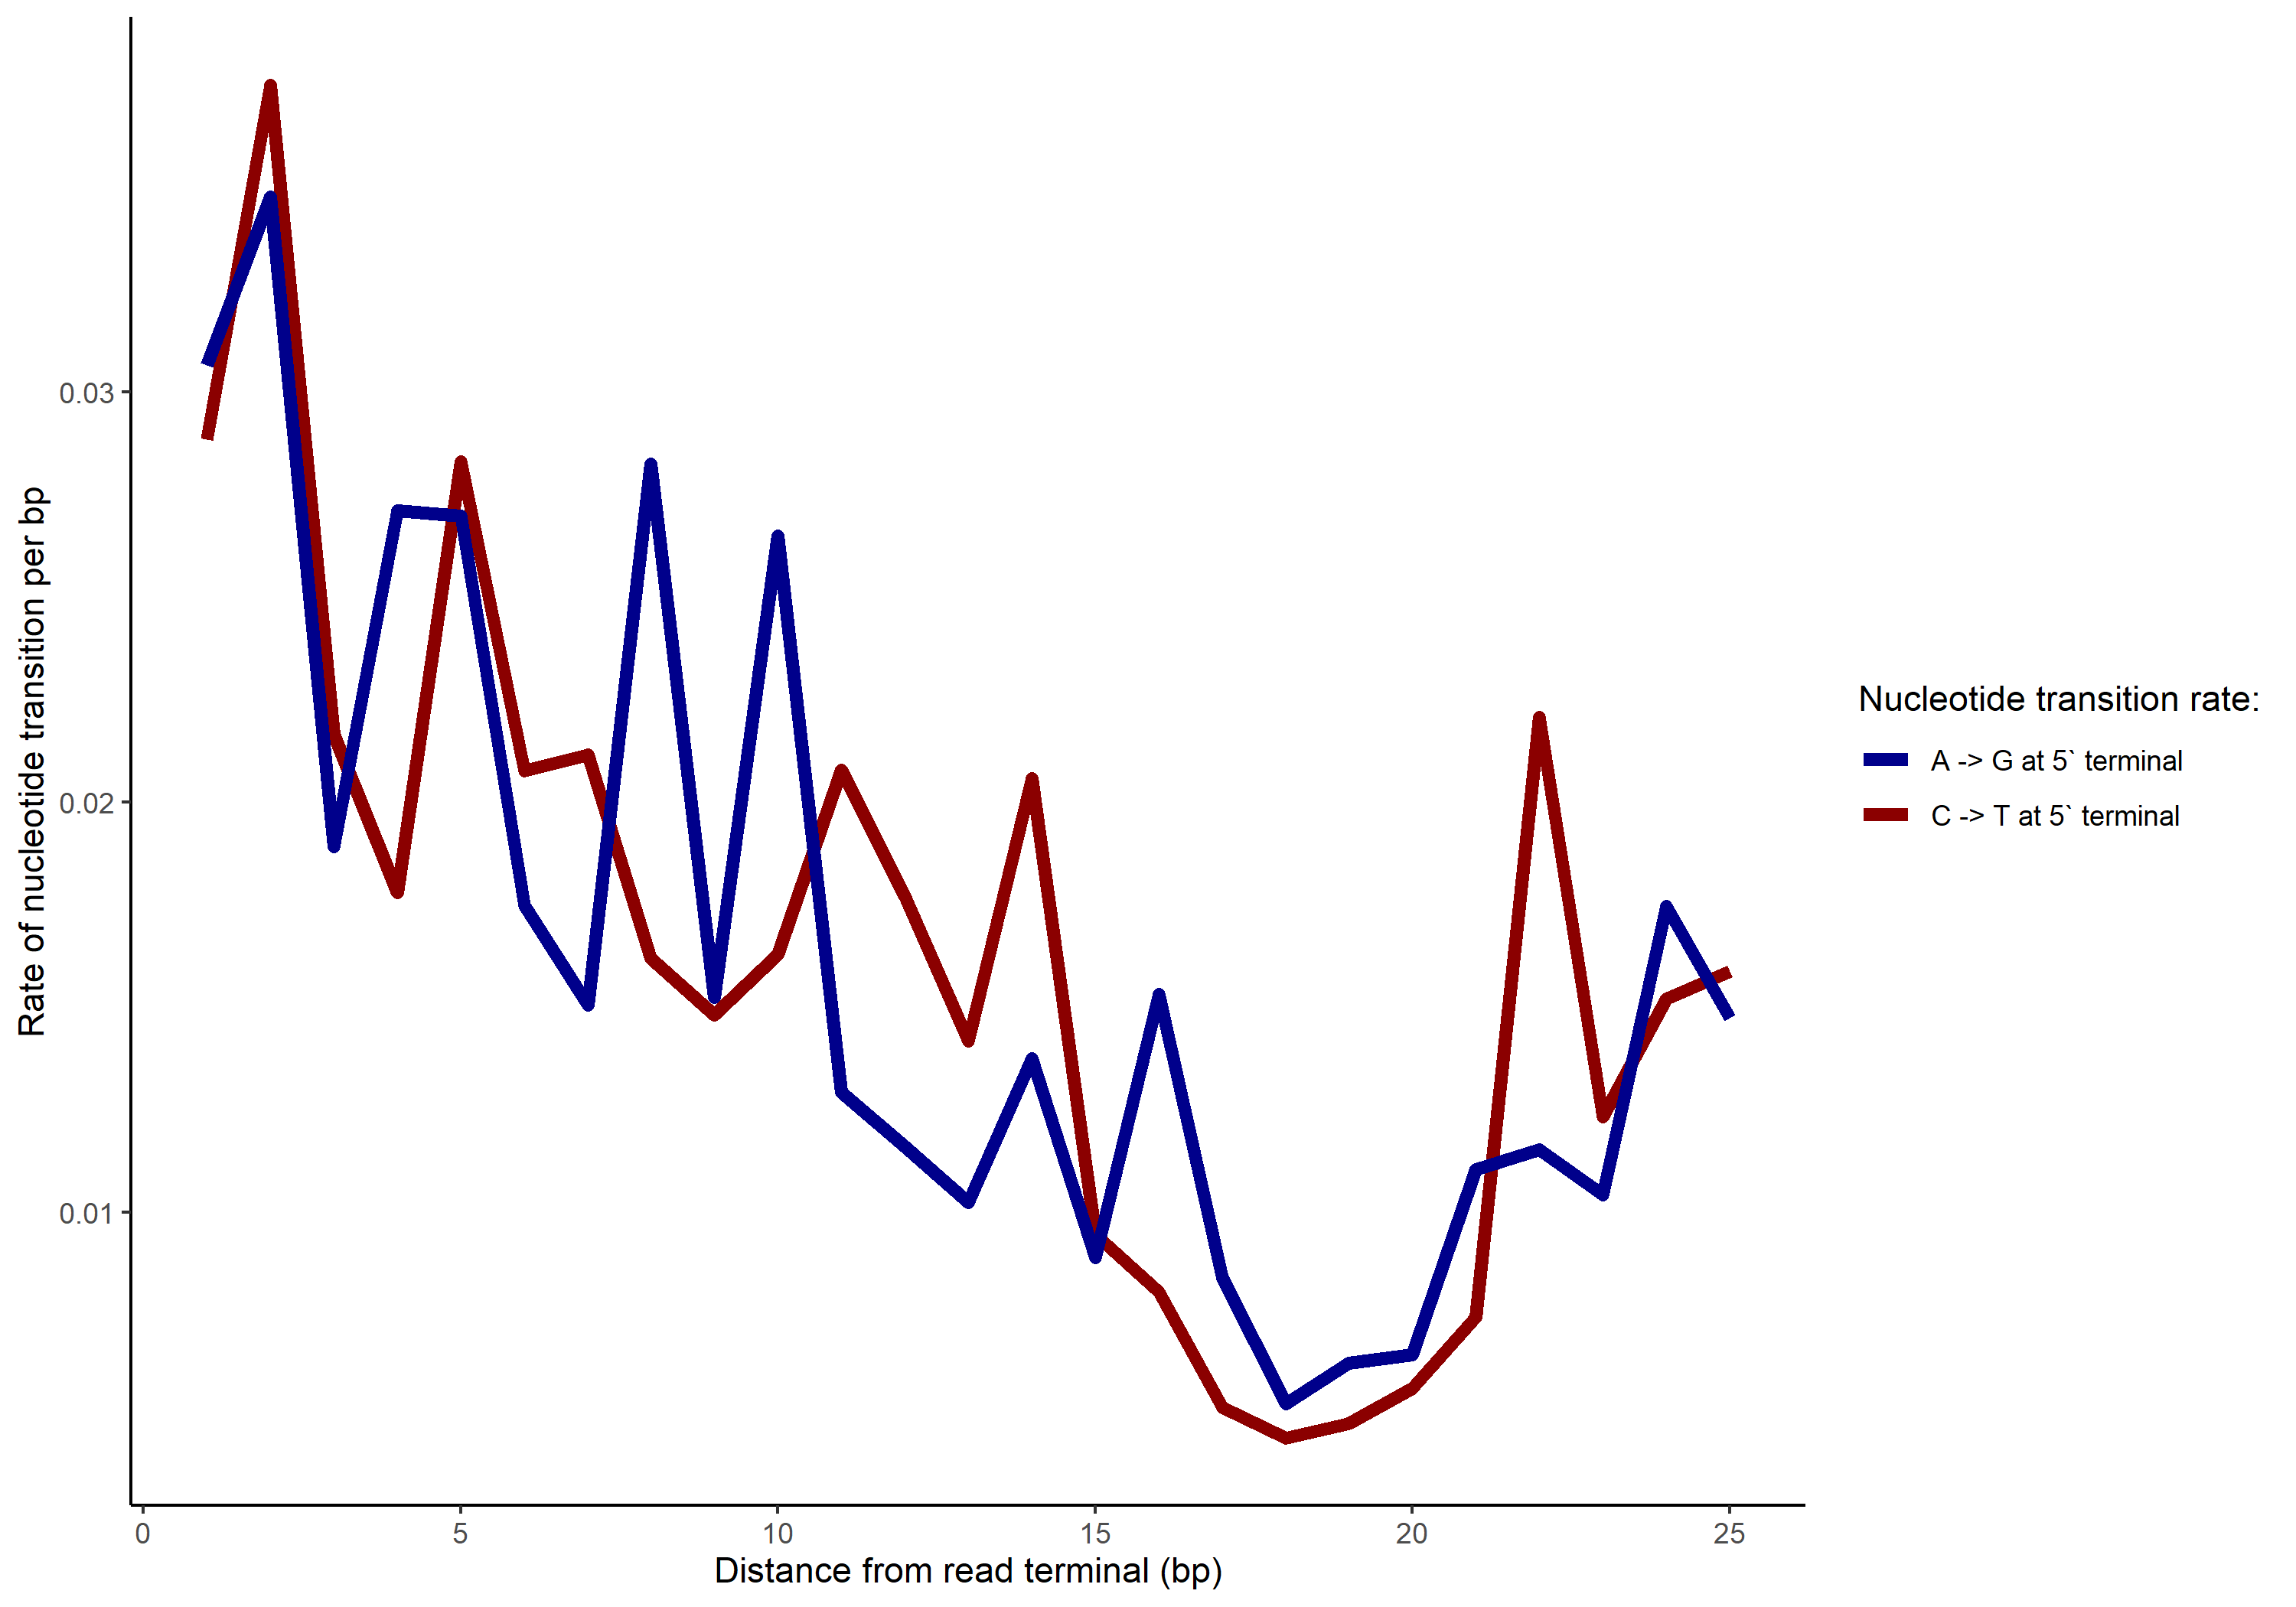 Rate of nucleotide transition per bp
0.03
0.02
0.01
0 5 10 15 20 25
Distance from read terminal (bp)
Nucleotide transition rate:
A -> G at 5` terminal
C -> T at 5` terminal